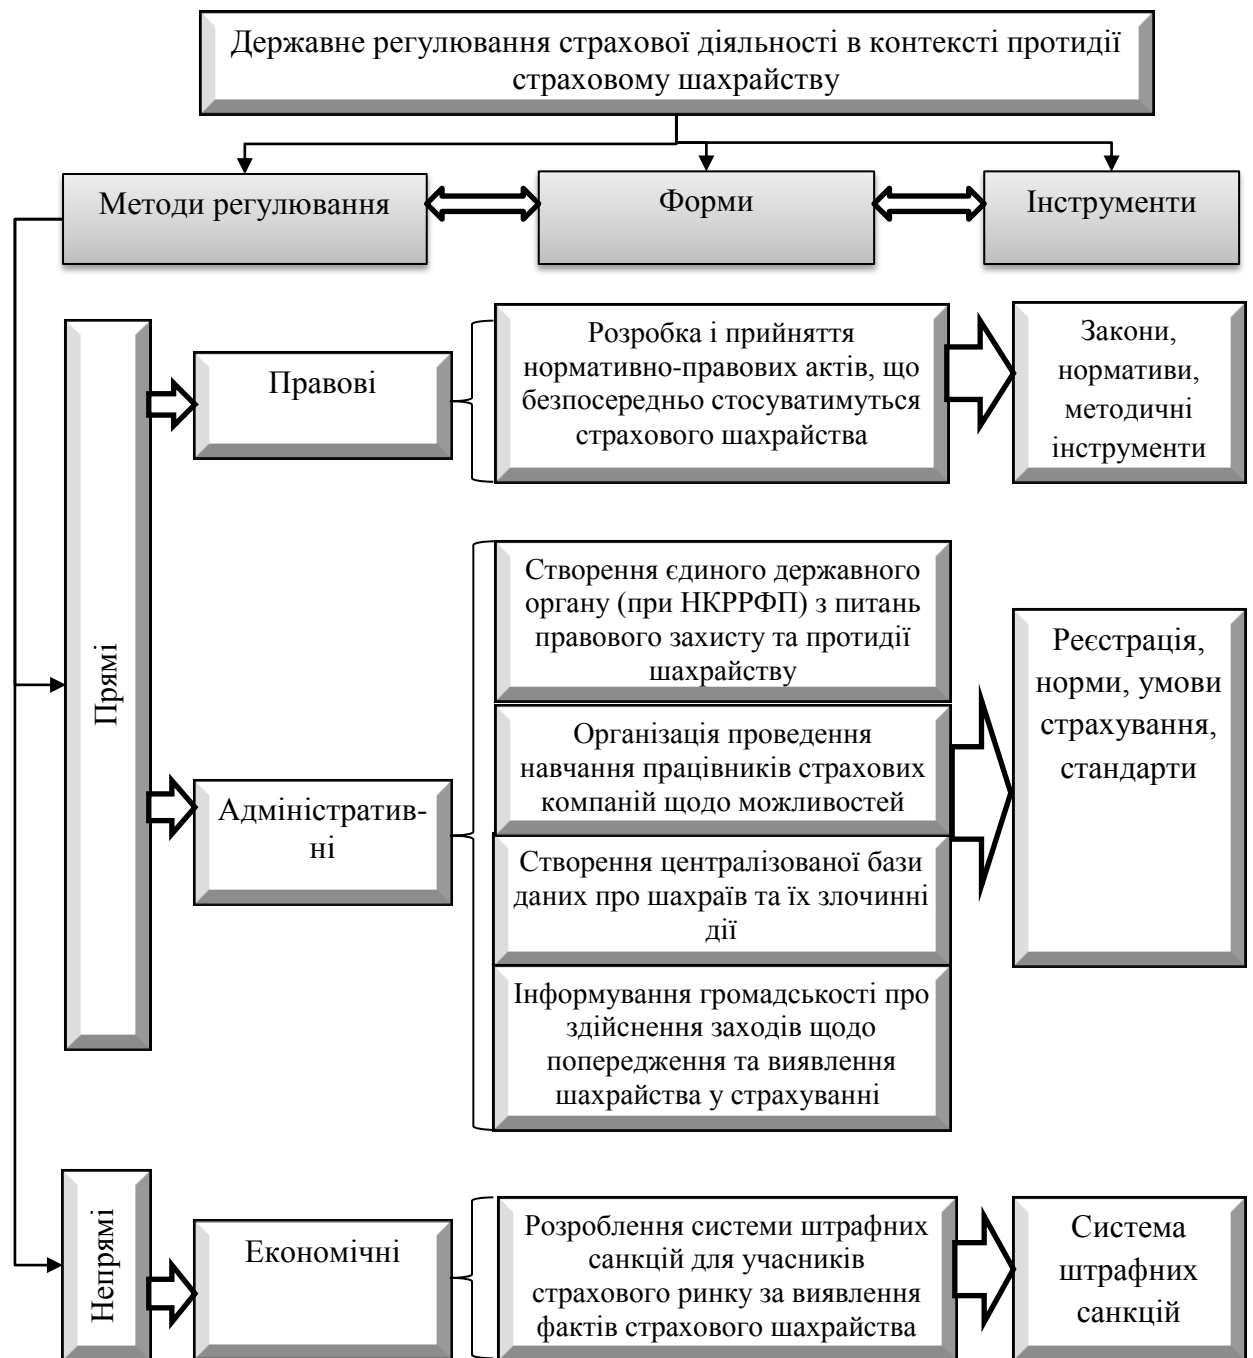 Державне регулювання страхової діяльності в контексті протидії
страховому шахрайству
Методи регулювання
Форми
Інструменти
Прямі
Правові
Розробка і прийняття
нормативно-правових актів, що
безпосередньо стосуватимуться
страхового шахрайства
Закони,
нормативи,
методичні
інструменти
Адміністратив-
ні
Створення єдиного державного
органу (при НКРРФП) з питань
правового захисту та протидії
шахрайству
Організація проведення
навчання працівників страхових
компаній щодо можливостей
Створення централізованої бази
даних про шахраїв та їх злочинні
дії
Інформування громадськості про
здійснення заходів щодо
попередження та виявлення
шахрайства у страхуванні
Реєстрація,
норми, умови
страхування,
стандарти
Непрямі
Економічні
Розроблення системи штрафних
санкцій для учасників
страхового ринку за виявлення
фактів страхового шахрайства
Система
штрафних
санкцій